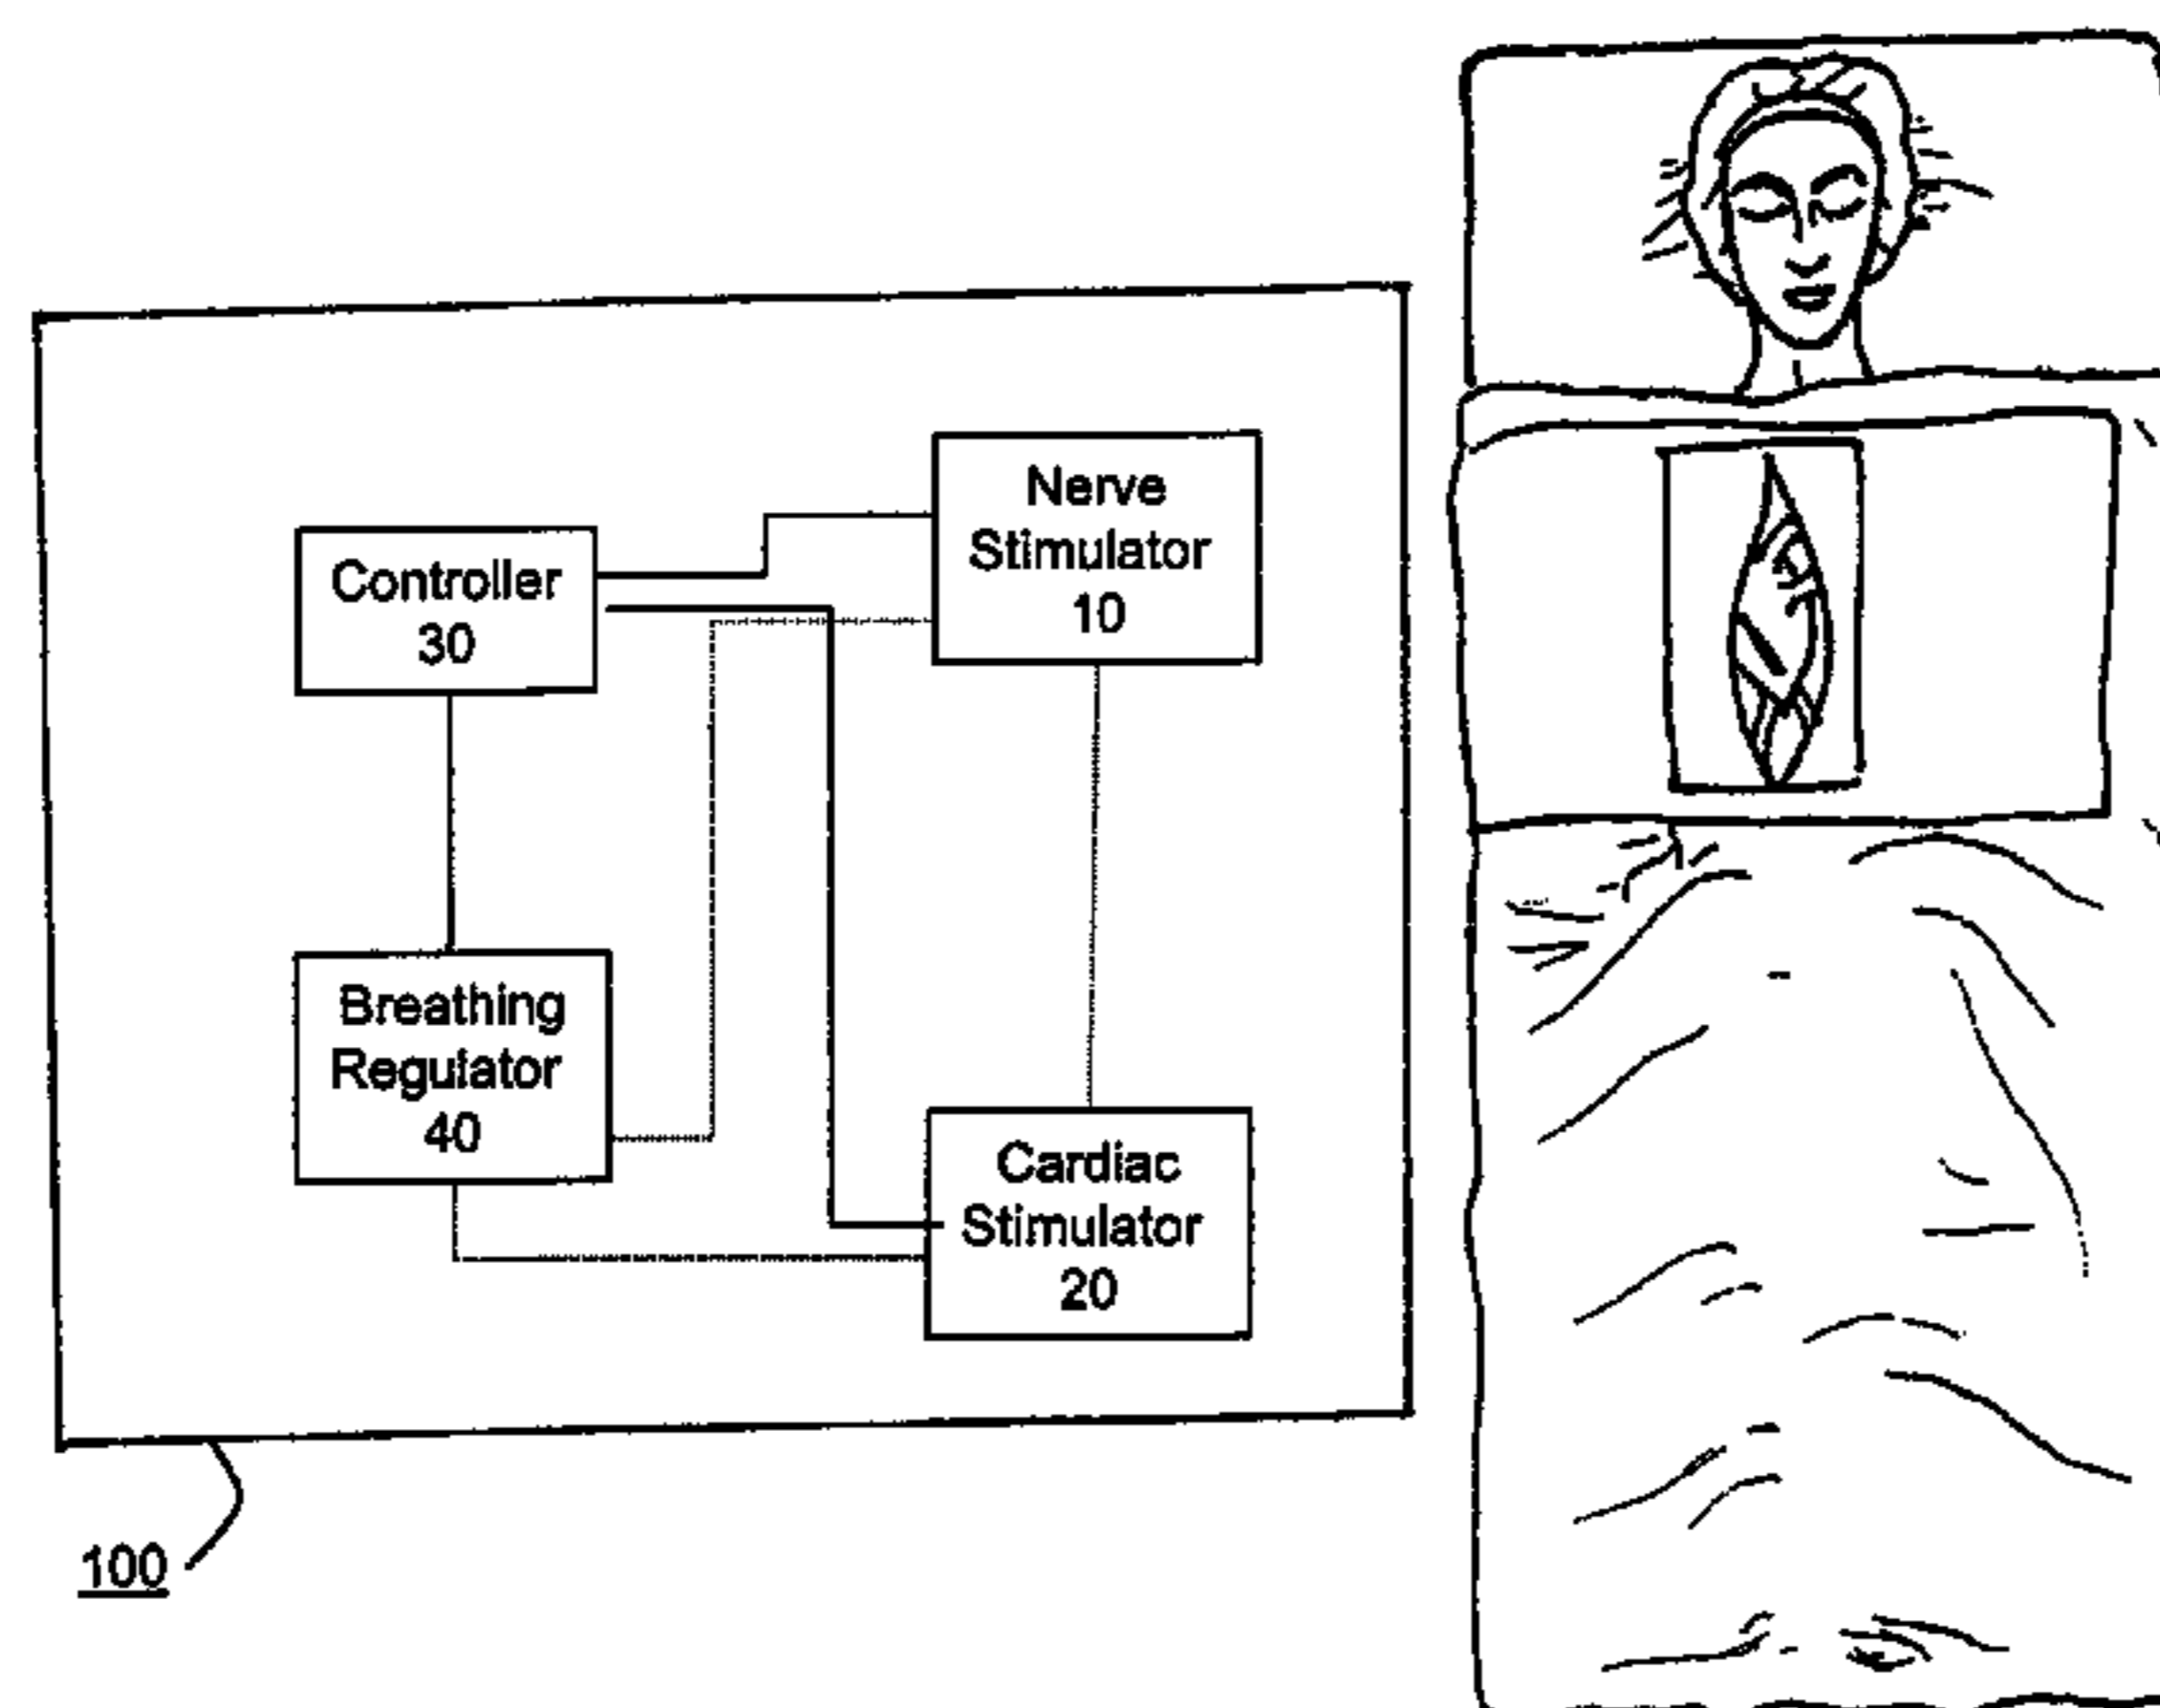 Nerve
Stimulator
10
Controller
30
Breathing
Regulator
40
Cardiac
Stimulator
20
100